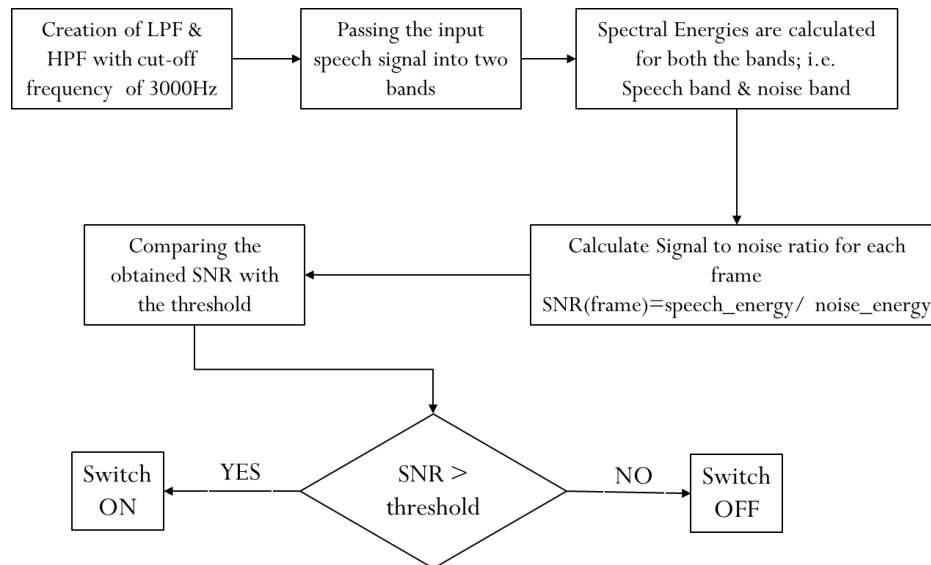 Creation of LPF &
HPF with cut-off
frequency of 3000Hz
Passing the input
speech signal into two
bands
Spectral Energies are calculated
for both the bands; i.e.
Speech band & noise band
Comparing the
obtained SNR with
the threshold
Calculate Signal to noise ratio for each
frame
SNR(frame)=speech_energy/ noise_energy
Switch
ON
YES
SNR >
threshold
NO
Switch
OFF